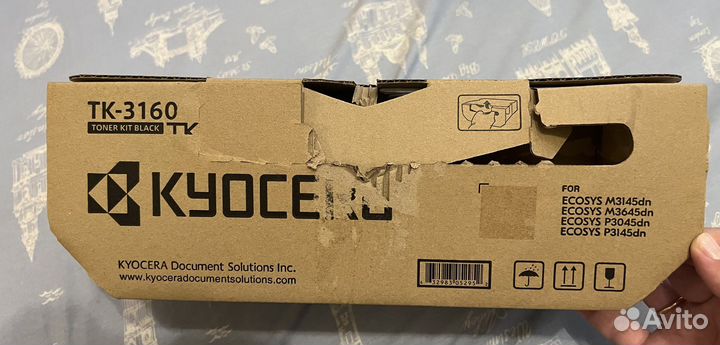 TK-3160
TONER KIT BLACK TK
KYOCERA
FOR
ECOSYS M3145dn
ECOSYS M3645dn
ECOSYS P3045dn
ECOSYS P3145dn
KYOCERA Document Solutions Inc.
www.kyoceradocumentsolutions.com
Avito